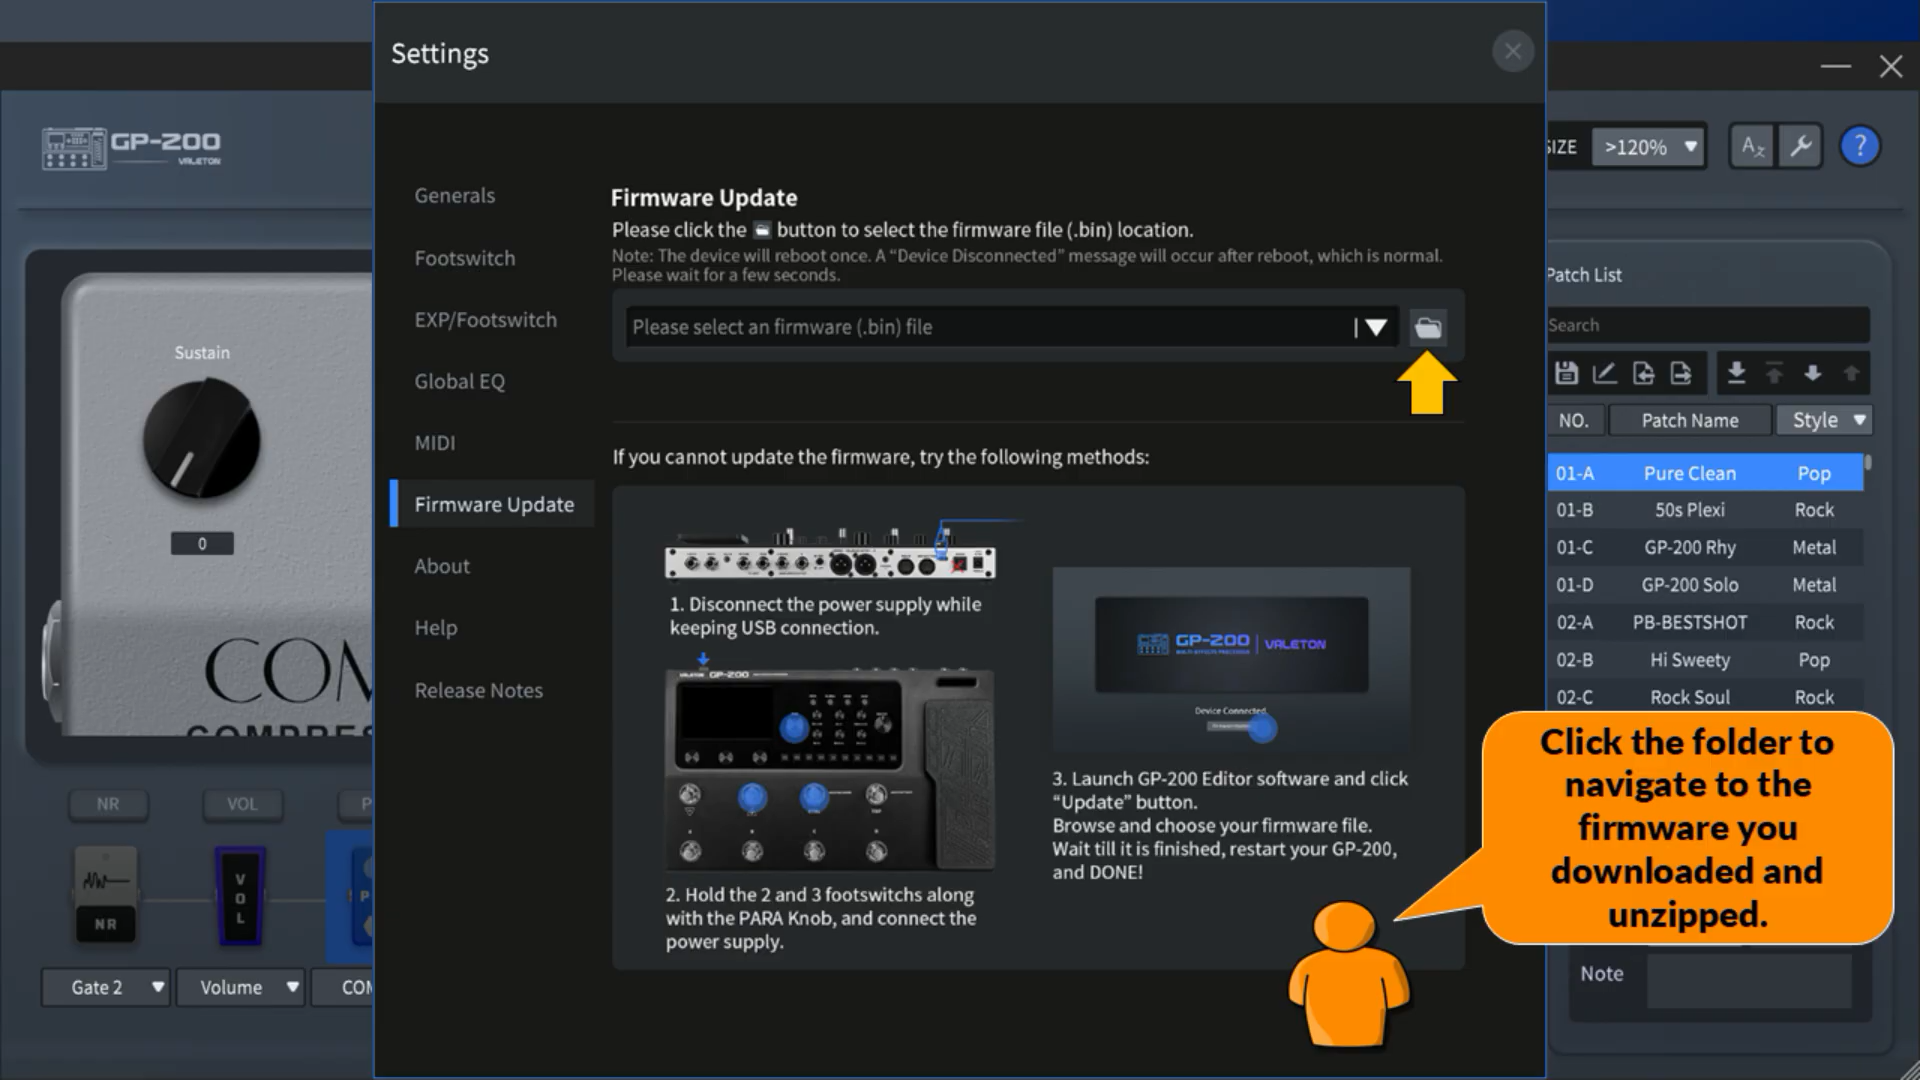 Settings
GP-200
VALETON
SIZE
>120%
?
Generals
Footswitch
EXP/Footswitch
Global EQ
MIDI
Firmware Update
About
Help
Release Notes
Firmware Update
Please click the button to select the firmware file (.bin) location.
Note: The device will reboot once. A “Device Disconnected” message will occur after reboot, which is normal.
Please wait for a few seconds.
Please select an firmware (.bin) file
If you cannot update the firmware, try the following methods:
1. Disconnect the power supply while
keeping USB connection.
VALETON GP-200
2. Hold the 2 and 3 footswitchs along
with the PARA Knob, and connect the
power supply.
GP-200 VALETON
MULTI-EFFECTS PROCESSOR
Device Connected.
3. Launch GP-200 Editor software and click
“Update” button.
Browse and choose your firmware file.
Wait till it is finished, restart your GP-200,
and DONE!
Sustain
0
COM
COMPRES
NR
VOL
P
NR
VOL
P
Gate 2
Volume
COM
Patch List
Search
NO. Patch Name Style
01-A Pure Clean Pop
01-B 50s Plexi Rock
01-C GP-200 Rhy Metal
01-D GP-200 Solo Metal
02-A PB-BESTSHOT Rock
02-B Hi Sweety Pop
02-C Rock Soul Rock
Click the folder to
navigate to the
firmware you
downloaded and
unzipped.
Note